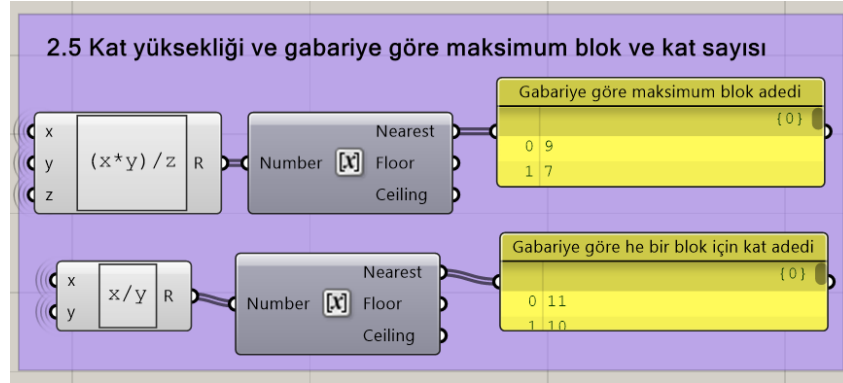 2.5 Kat yüksekliği ve gabariye göre maksimum blok ve kat sayısı
Gabariye göre maksimum blok adedi
{0}
0 9
1 7
x
y
z
(x*y)/z
R
Number
[x]
Nearest
Floor
Ceiling
Gabariye göre he bir blok için kat adedi
{0}
0 11
1 10
x
y
x/y
R
Number
[x]
Nearest
Floor
Ceiling